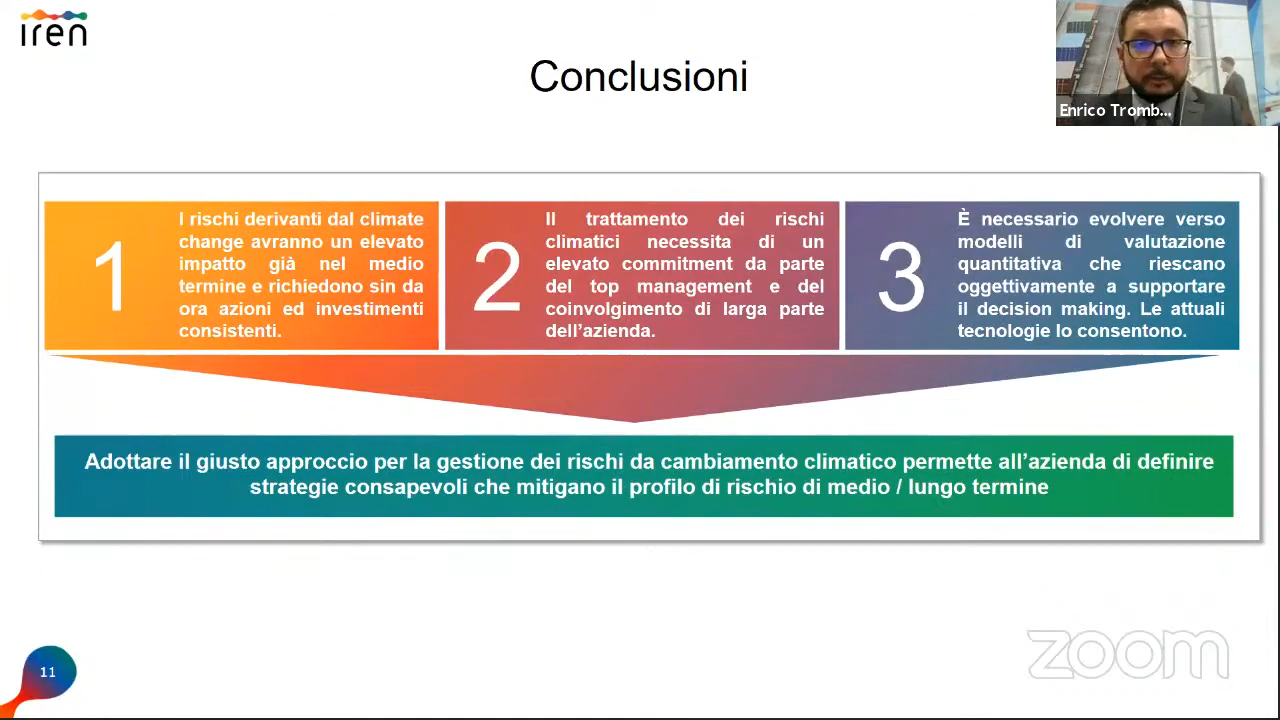 iren
Conclusioni
Enrico Tromb...
1
I rischi derivanti dal climate
change avranno un elevato
impatto già nel medio
termine e richiedono sin da
ora azioni ed investimenti
consistenti.
2
Il trattamento dei rischi
climatici necessita di un
elevato commitment da parte
del top management e del
coinvolgimento di larga parte
dell’azienda.
3
È necessario evolvere verso
modelli di valutazione
quantitativa che riescano
oggettivamente a supportare
il decision making. Le attuali
tecnologie lo consentono.
Adottare il giusto approccio per la gestione dei rischi da cambiamento climatico permette all’azienda di definire
strategie consapevoli che mitigano il profilo di rischio di medio / lungo termine
11
zoom